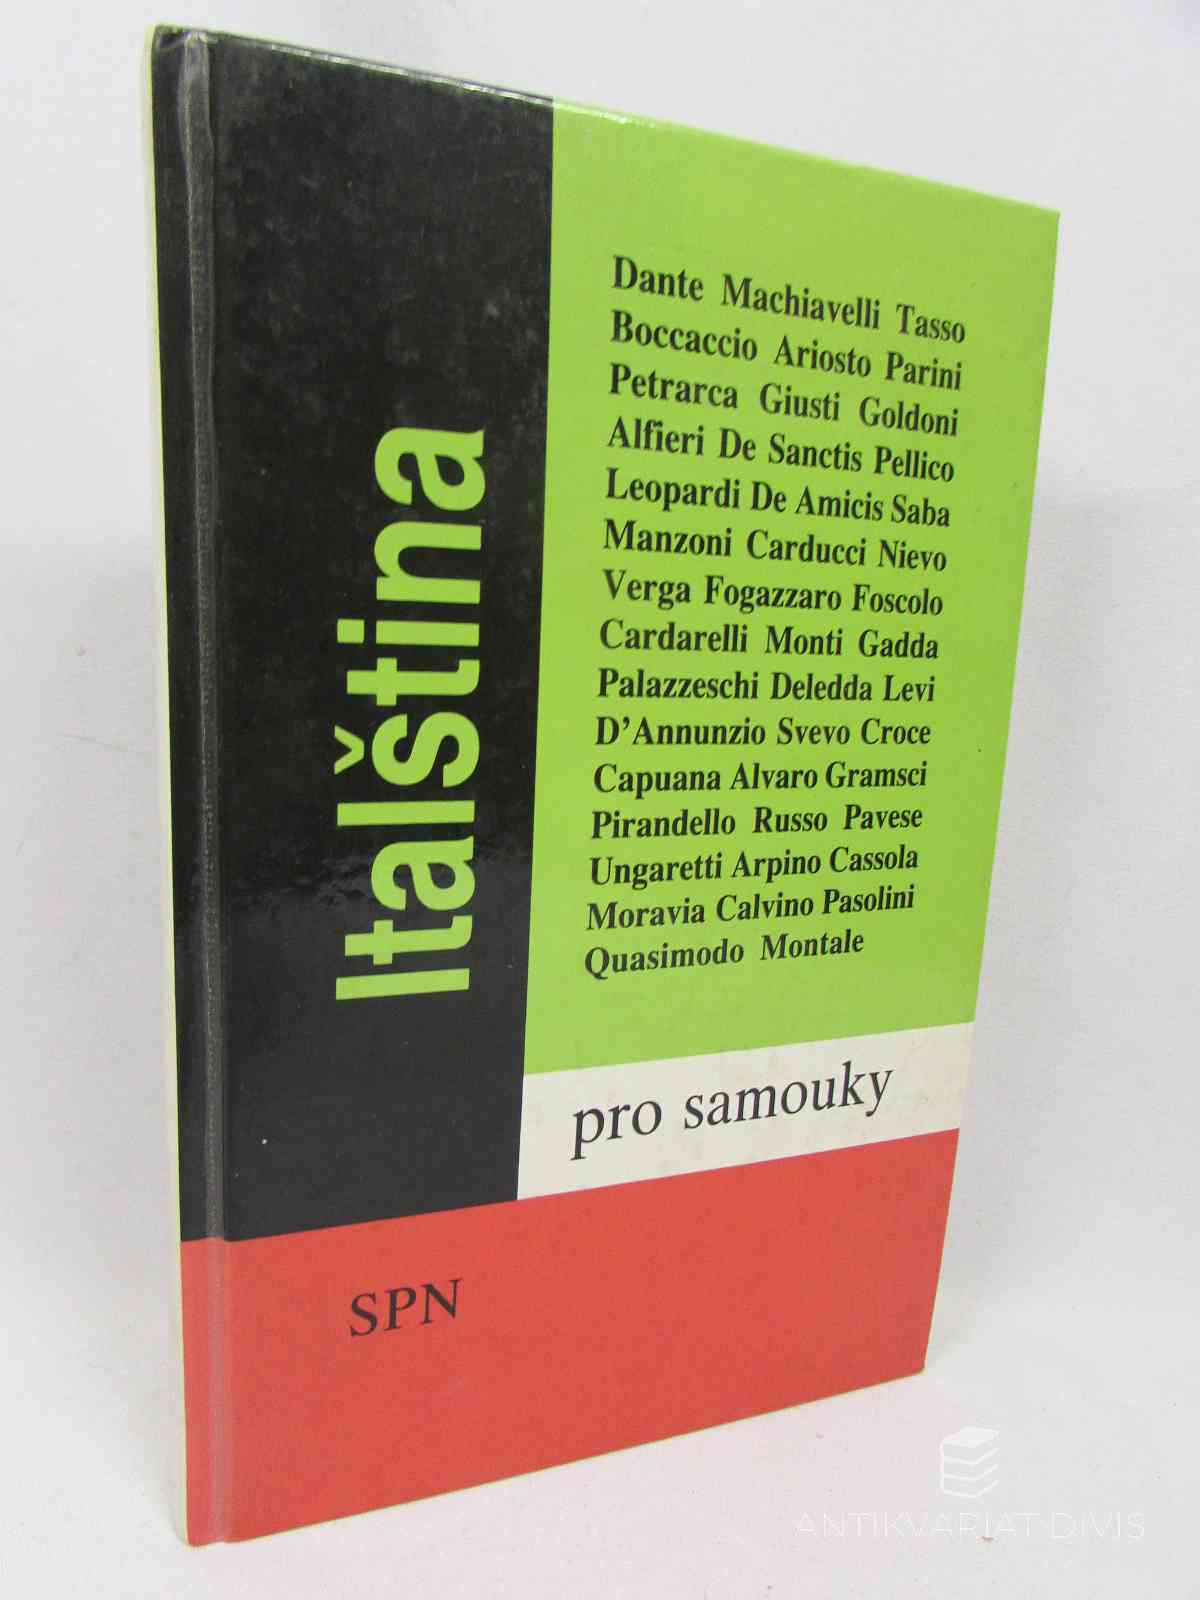 Italština
Dante Machiavelli Tasso
Boccaccio Ariosto Parini
Petrarca Giusti Goldoni
Alfieri De Sanctis Pellico
Leopardi De Amicis Saba
Manzoni Carducci Nievo
Verga Fogazzaro Foscolo
Cardarelli Monti Gadda
Palazzeschi Deledda Levi
D’Annunzio Svevo Croce
Capuana Alvaro Gramsci
Pirandello Russo Pavese
Ungaretti Arpino Cassola
Moravia Calvino Pasolini
Quasimodo Montale
pro samouky
SPN
ANTIKVARIAT DIVIS